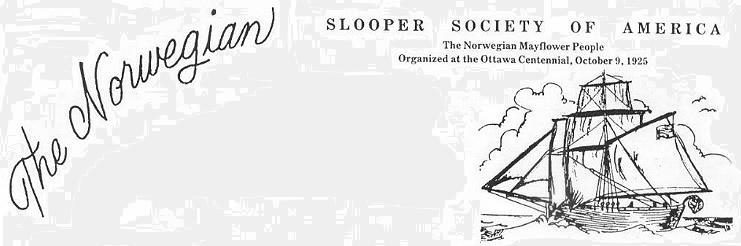 The Norwegian
SLOOPER SOCIETY OF AMERICA
The Norwegian Mayflower People
Organized at the Ottawa Centennial, October 9, 1925